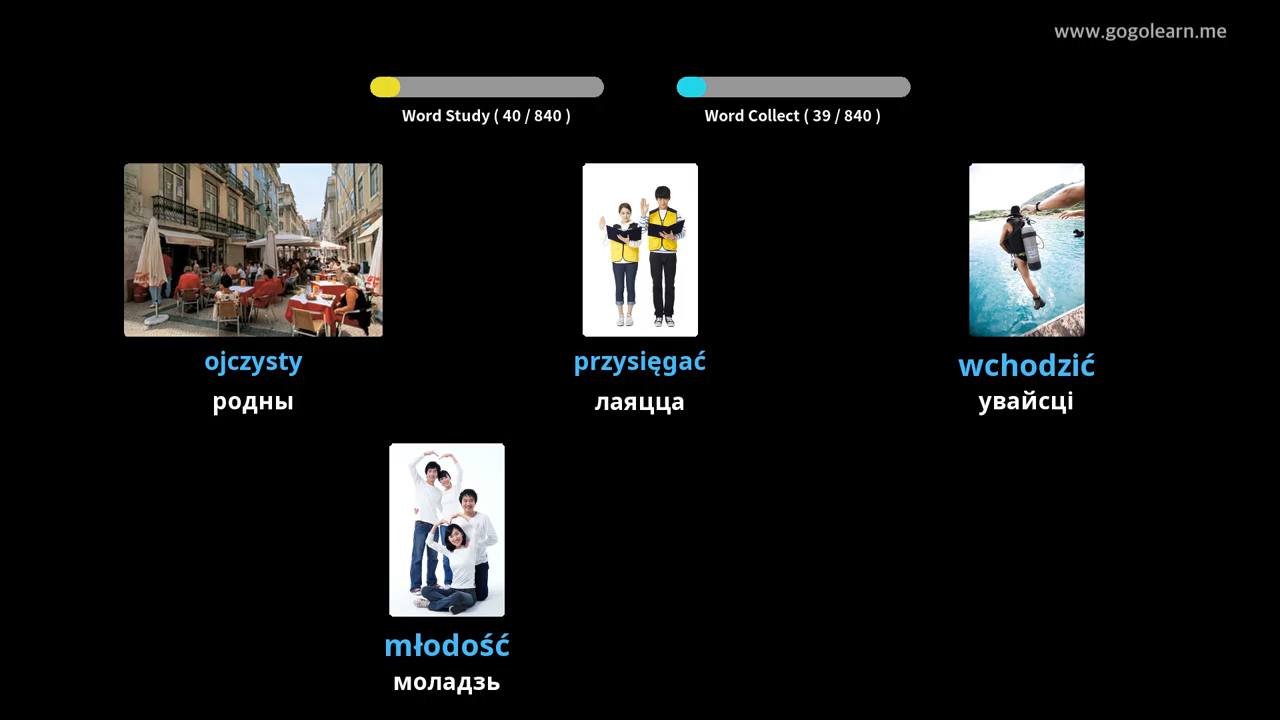 www.gogolearn.me
Word Study ( 40 / 840 )
Word Collect ( 39 / 840 )
ojczysty
родны
przysięgać
лаяцца
wchodzić
увайсці
młodość
моладзь